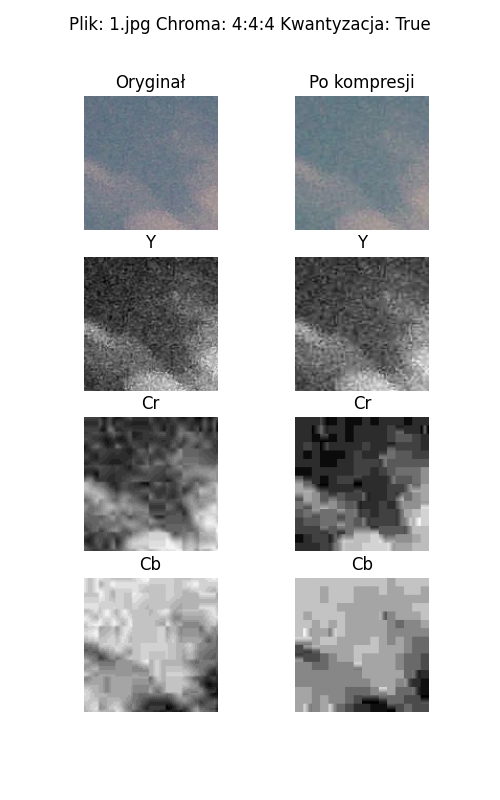 Plik: 1.jpg Chroma: 4:4:4 Kwantyzacja: True
Oryginał Po kompresji
Y Y
Cr Cr
Cb Cb